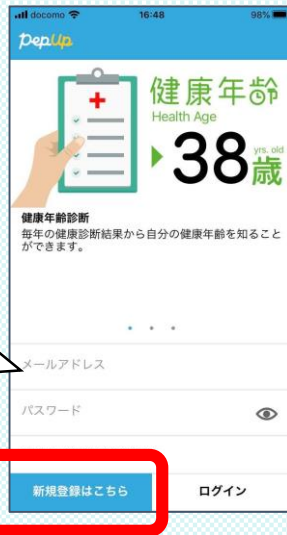 docomo 16:48 98%
PepUp
健康年齢
Health Age
38歳
yrs. old
健康年齢診断
毎年の健康診断結果から自分の健康年齢を知ること
ができます。
メールアドレス
パスワード
新規登録はこちら ログイン